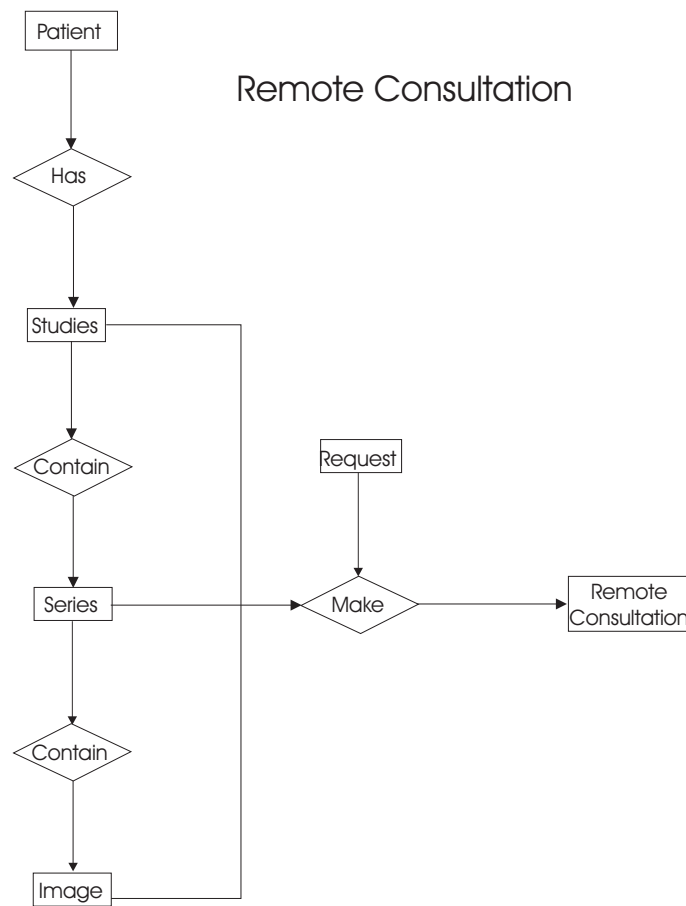 Patient
Remote Consultation
Has
Studies
Contain
Request
Series
Make
Remote
Consultation
Contain
Image